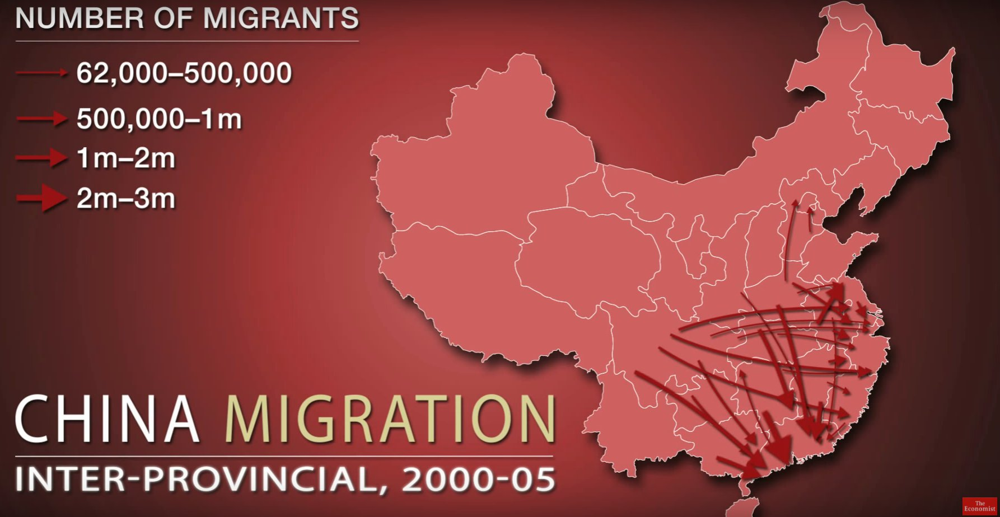 NUMBER OF MIGRANTS
62,000–500,000
500,000–1m
1m–2m
2m–3m
CHINA MIGRATION
INTER-PROVINCIAL, 2000-05
The
Economist